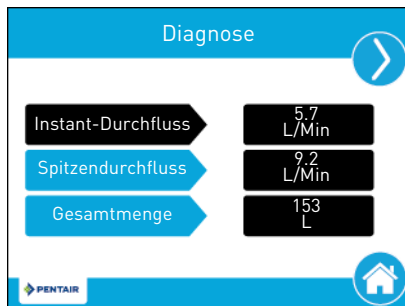 Diagnose
Instant-Durchfluss
5.7
L/Min
Spitzendurchfluss
9.2
L/Min
Gesamtmenge
153
L
PENTAIR